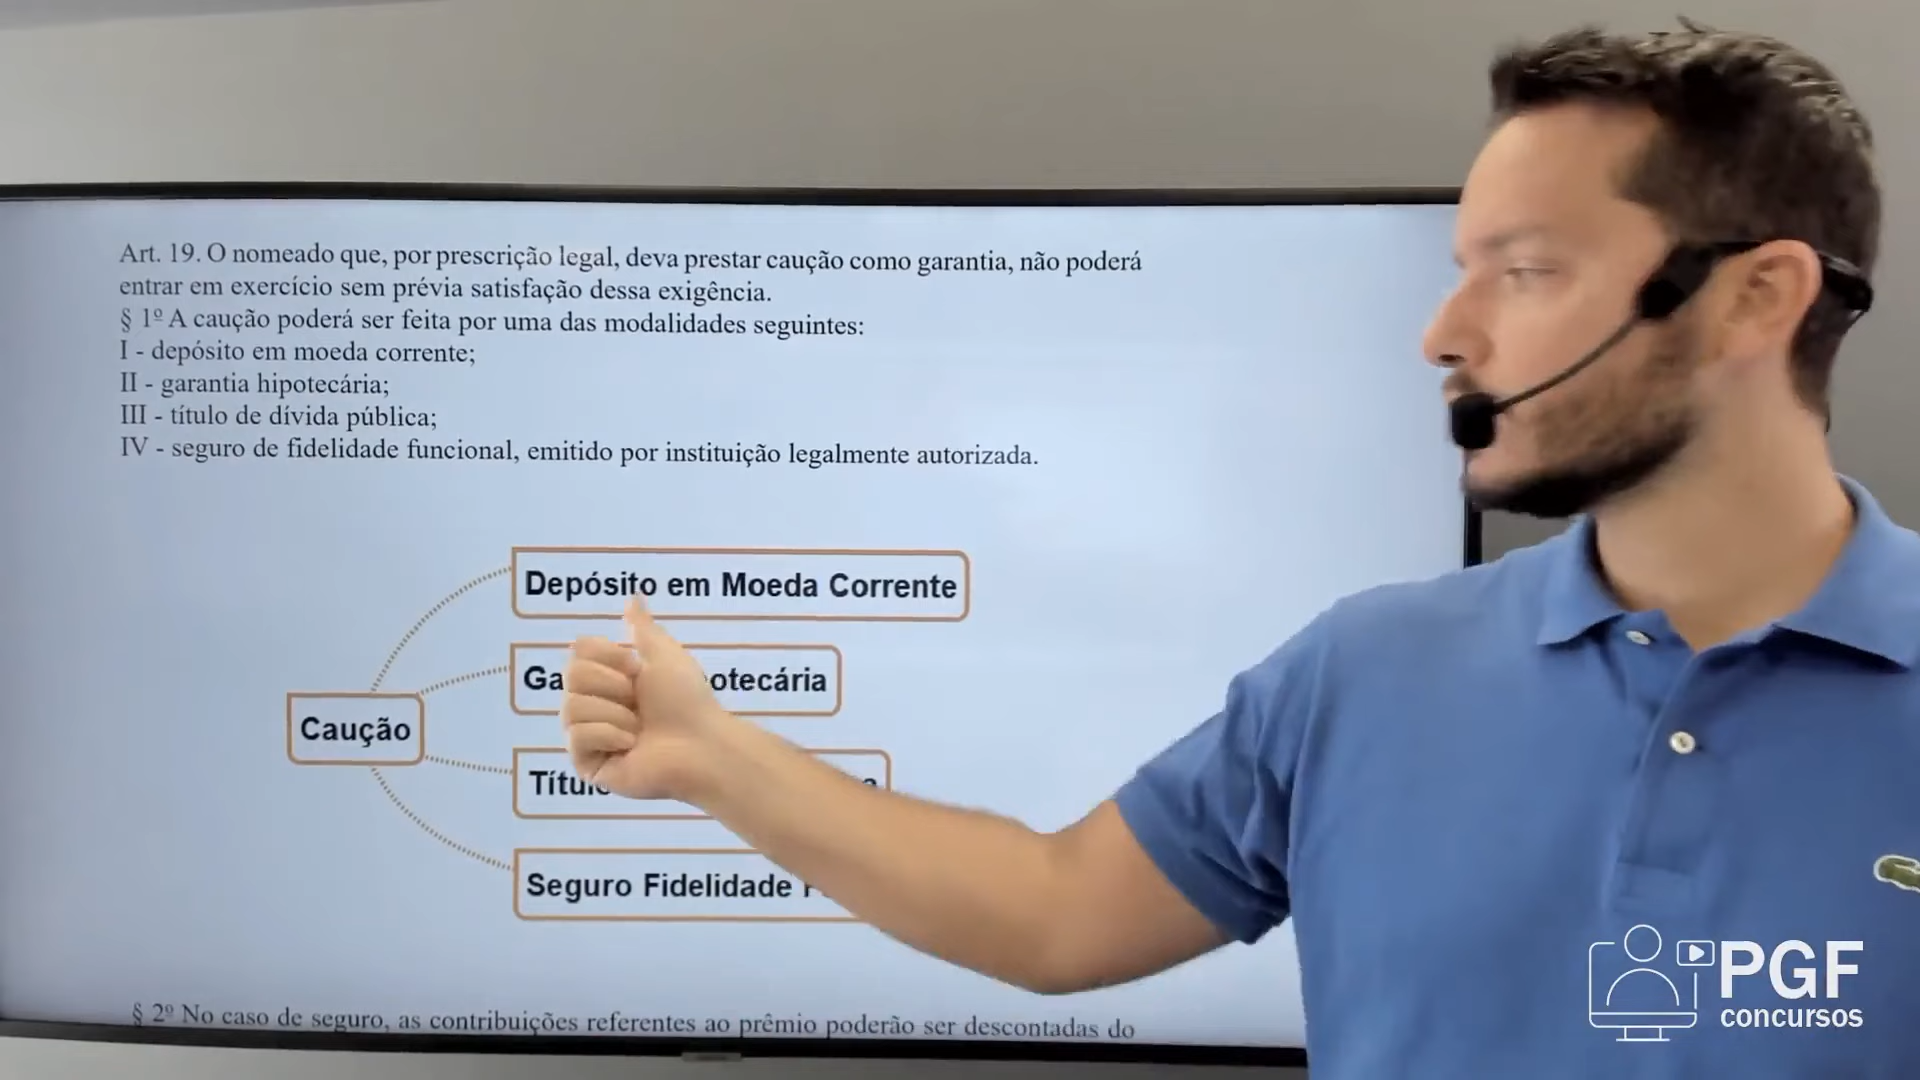 Art. 19. O nomeado que, por prescrição legal, deva prestar caução como garantia, não poderá
entrar em exercício sem prévia satisfação dessa exigência.
§ 1º A caução poderá ser feita por uma das modalidades seguintes:
I - depósito em moeda corrente;
II - garantia hipotecária;
III - título de dívida pública;
IV - seguro de fidelidade funcional, emitido por instituição legalmente autorizada.
Depósito em Moeda Corrente
Caução
Seguro Fidelidade
§ 2º No caso de seguro, as contribuições referentes ao prêmio poderão ser descontadas do
PGF
concursos